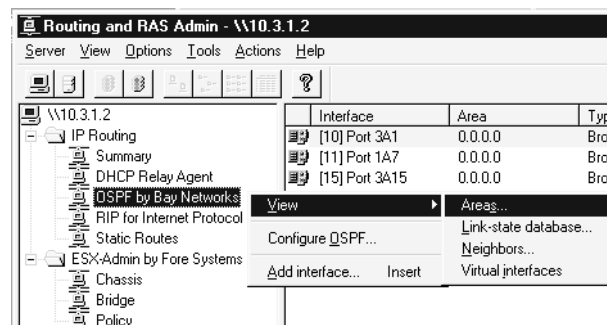 Routing and RAS Admin - \\10.3.1.2
Server View Options Tools Actions Help
\\10.3.1.2
IP Routing
Summary
DHCP Relay Agent
OSPF by Bay Networks
RIP for Internet Protocol
Static Routes
ESX-Admin by Fore Systems
Chassis
Bridge
Policy
Interface Area Typ
[10] Port 3A1 0.0.0.0 Bro
[11] Port 1A7 0.0.0.0 Bro
[15] Port 3A15 0.0.0.0 Bro
View
Configure OSPF...
Add interface... Insert
Areas...
Link-state database...
Neighbors...
Virtual interfaces